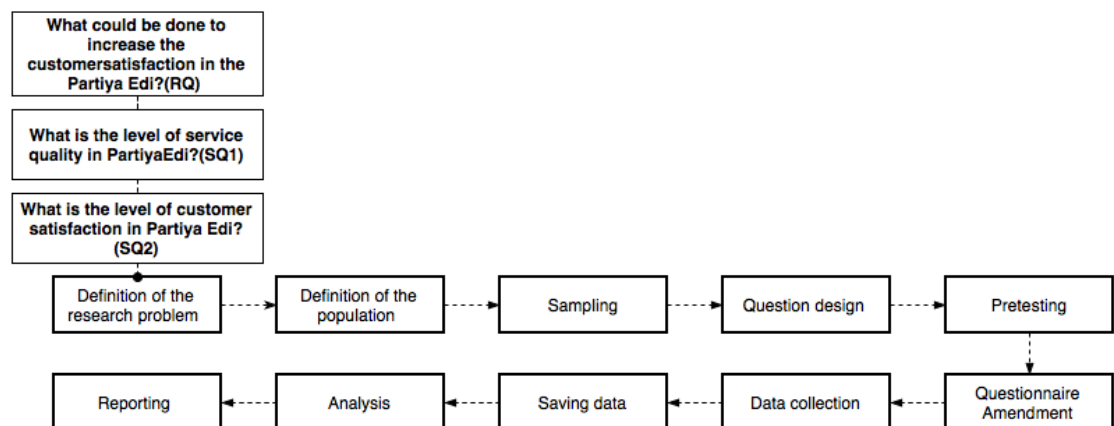 What could be done to
increase the
customersatisfaction in the
Partiya Edi?(RQ)
What is the level of service
quality in PartiyaEdi?(SQ1)
What is the level of customer
satisfaction in Partiya Edi?
(SQ2)
Definition of the
research problem
Definition of the
population
Sampling
Question design
Pretesting
Reporting
Analysis
Saving data
Data collection
Questionnaire
Amendment